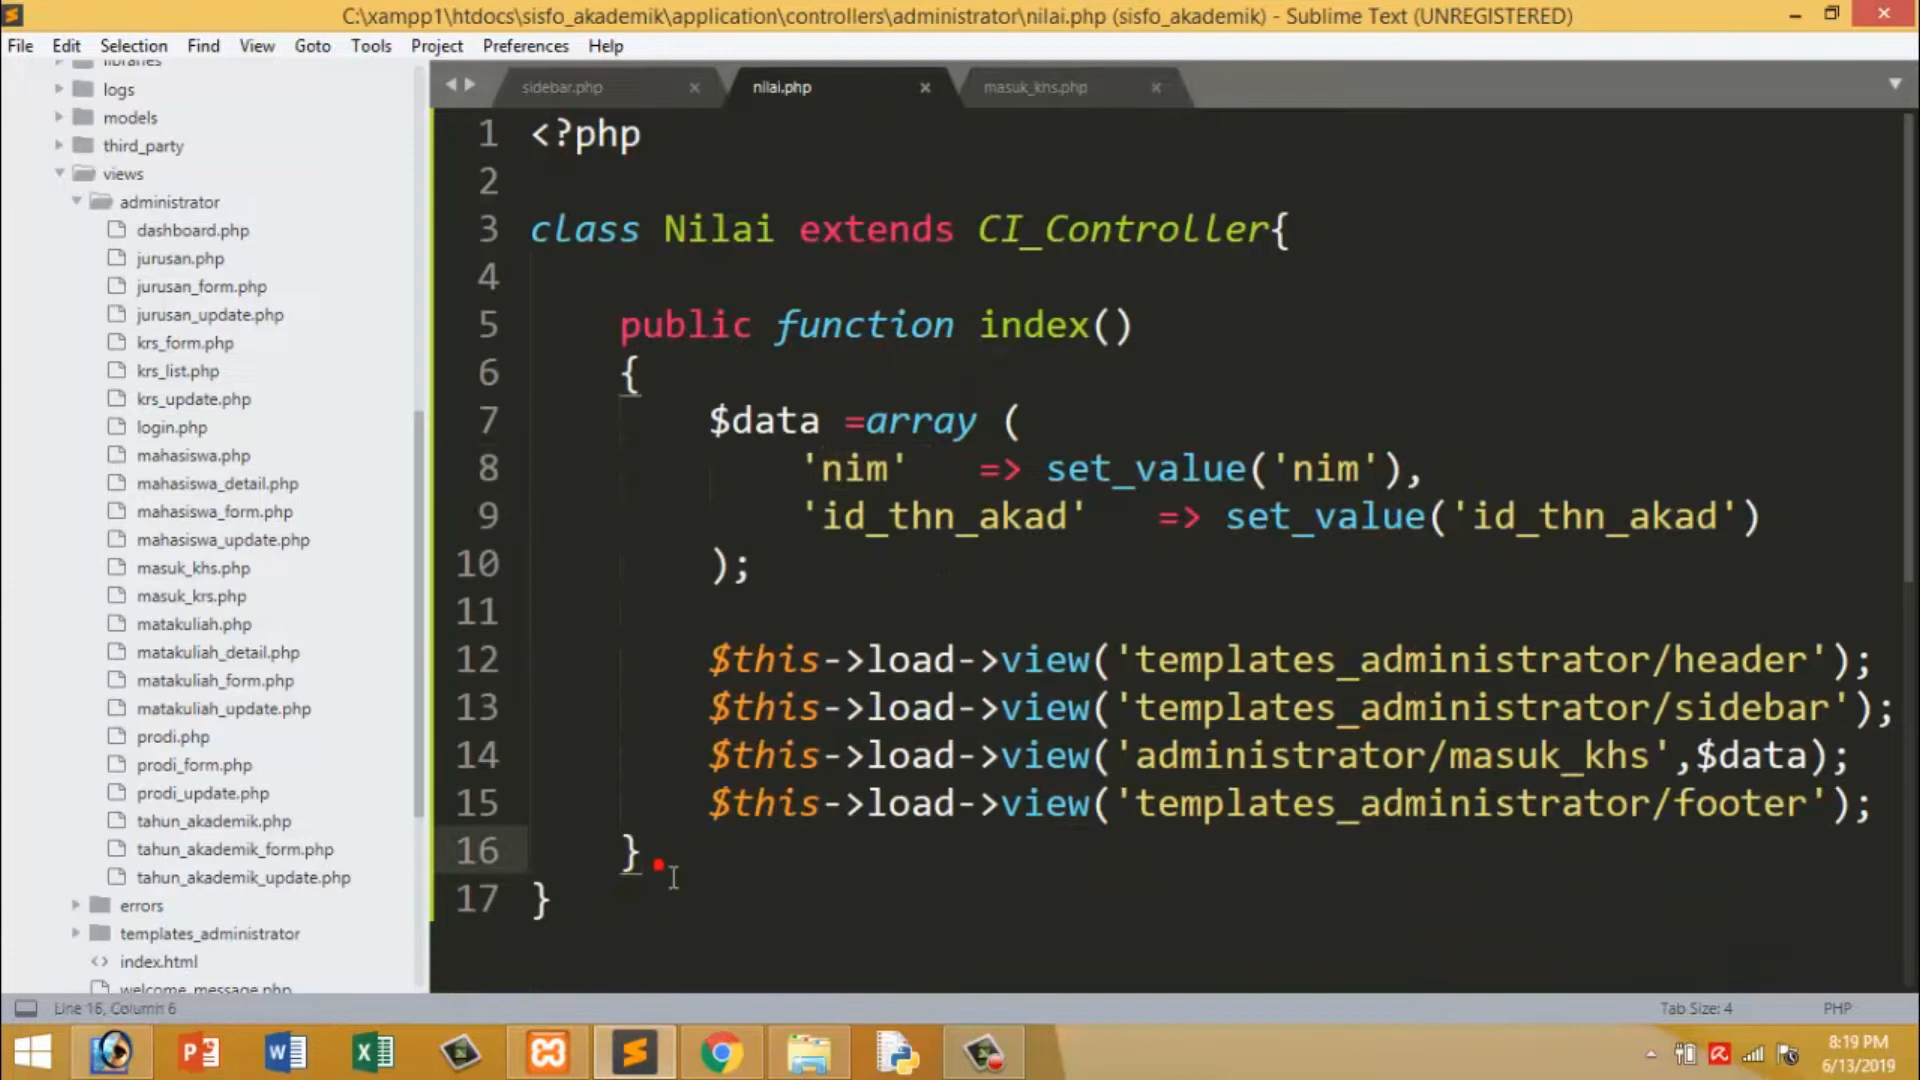 C:\xampp1\htdocs\sisfo_akademik\application\controllers\administrator\nilai.php (sisfo_akademik) - Sublime Text (UNREGISTERED)
File Edit Selection Find View Goto Tools Project Preferences Help
libraries
logs
models
third_party
views
administrator
dashboard.php
jurusan.php
jurusan_form.php
jurusan_update.php
krs_form.php
krs_list.php
krs_update.php
login.php
mahasiswa.php
mahasiswa_detail.php
mahasiswa_form.php
mahasiswa_update.php
masuk_khs.php
masuk_krs.php
matakuliah.php
matakuliah_detail.php
matakuliah_form.php
matakuliah_update.php
prodi.php
prodi_form.php
prodi_update.php
tahun_akademik.php
tahun_akademik_form.php
tahun_akademik_update.php
errors
templates_administrator
<> index.html
welcome_message.php
sidebar.php × nilai.php × masuk_khs.php ×
1 <?php
2
3 class Nilai extends CI_Controller{
4
5 public function index()
6 {
7 $data =array (
8 'nim' => set_value('nim'),
9 'id_thn_akad' => set_value('id_thn_akad')
10 );
11
12 $this->load->view('templates_administrator/header');
13 $this->load->view('templates_administrator/sidebar');
14 $this->load->view('administrator/masuk_khs',$data);
15 $this->load->view('templates_administrator/footer');
16 }
17 }
Line 16, Column 6 Tab Size: 4 PHP
8:19 PM
6/13/2019